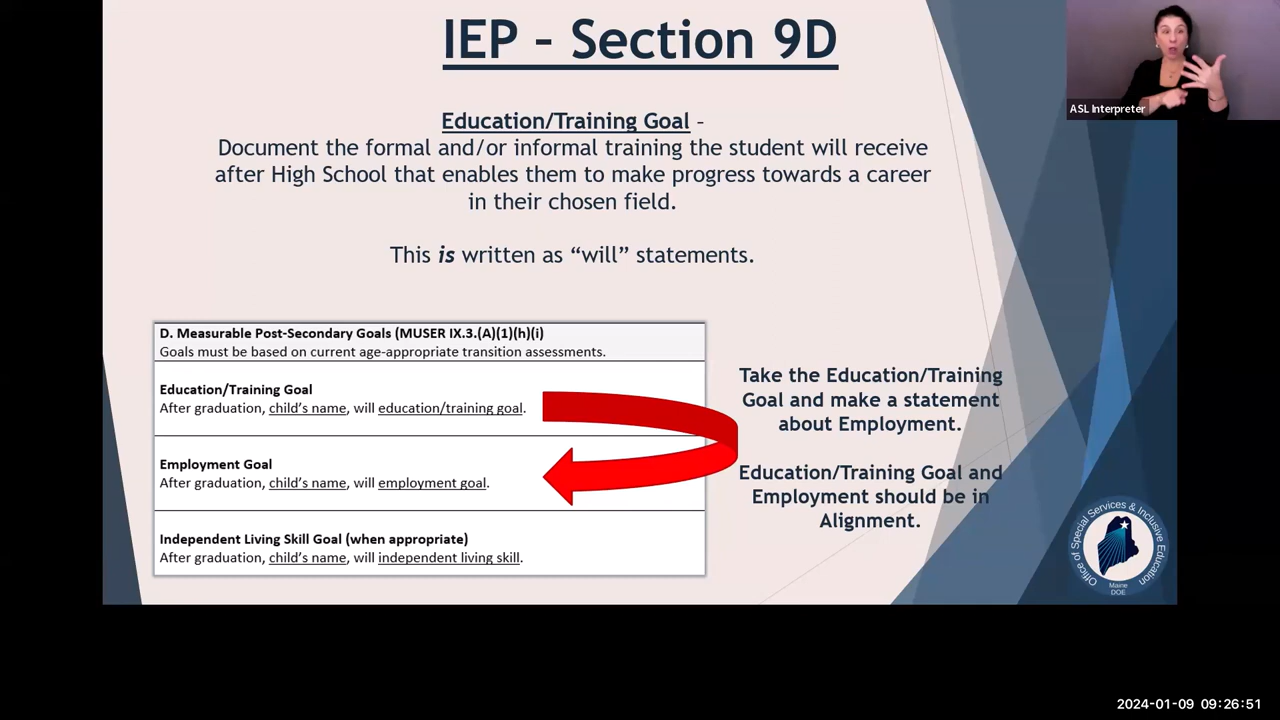 IEP – Section 9D
ASL Interpreter
Education/Training Goal –
Document the formal and/or informal training the student will receive
after High School that enables them to make progress towards a career
in their chosen field.
This is written as “will” statements.
D. Measurable Post-Secondary Goals (MUSER IX.3.(A)(1)(h)(i)
Goals must be based on current age-appropriate transition assessments.
Education/Training Goal
After graduation, child’s name, will education/training goal.
Employment Goal
After graduation, child’s name, will employment goal.
Independent Living Skill Goal (when appropriate)
After graduation, child’s name, will independent living skill.
Take the Education/Training
Goal and make a statement
about Employment.
Education/Training Goal and
Employment should be in
Alignment.
Office of Special Services & Inclusive Education
Maine
DOE
2024-01-09 09:26:51